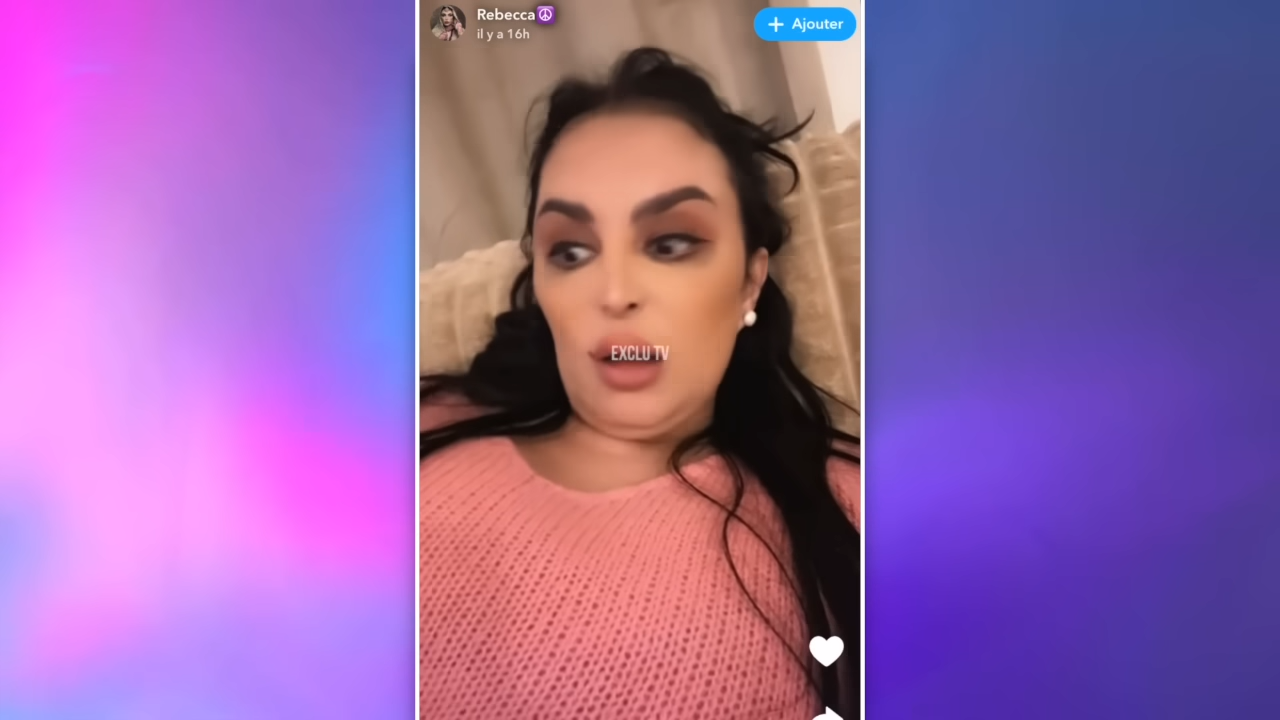 Rebecca☮️
il y a 16h
+ Ajouter
EXCLU TV